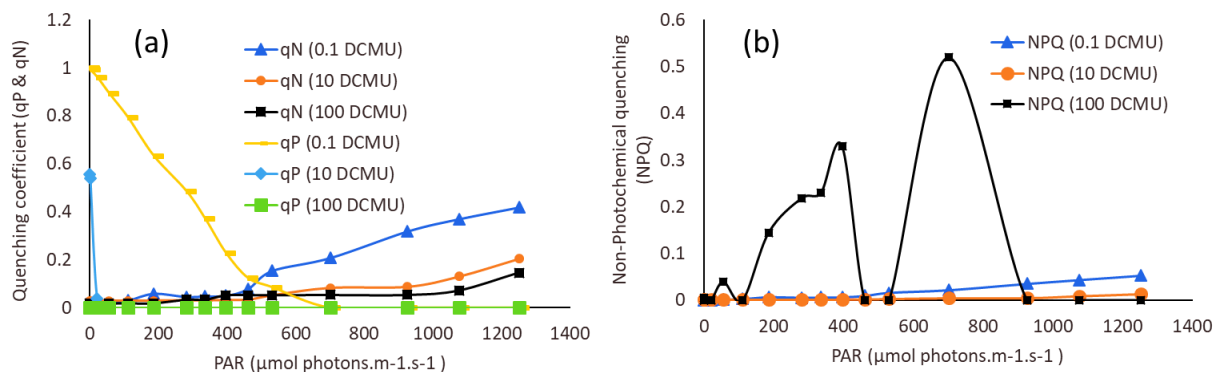 (a)
Quenching coefficient (qP & qN)
1.2
1
0.8
0.6
0.4
0.2
0
qN (0.1 DCMU)
qN (10 DCMU)
qN (100 DCMU)
qP (0.1 DCMU)
qP (10 DCMU)
qP (100 DCMU)
0 200 400 600 800 1000 1200 1400
PAR (µmol photons.m-1.s-1)
(b)
Non-Photochemical quenching
(NPQ)
0.6
0.5
0.4
0.3
0.2
0.1
0
NPQ (0.1 DCMU)
NPQ (10 DCMU)
NPQ (100 DCMU)
0 200 400 600 800 1000 1200 1400
PAR (µmol photons.m-1.s-1)